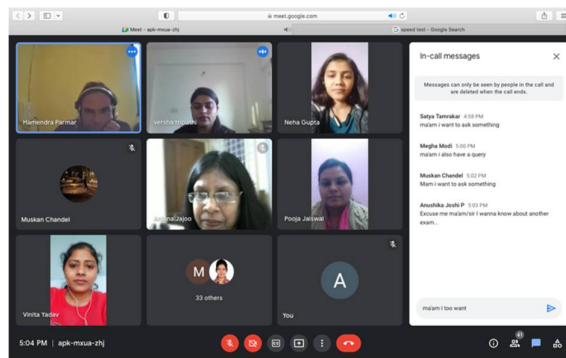 meet.google.com
Meet - apk-mxua-zhj
speed test - Google Search
In-call messages
Messages can only be seen by people in the call and
are deleted when the call ends.
Satya Tamrakar 4:59 PM
ma'am i want to ask something
Megha Modi 5:00 PM
ma'am i also have a query
Muskan Chandel 5:02 PM
Mam i want to ask something
Anushika Joshi P 5:03 PM
Excuse me ma'am/sir I wanna know about another
exam...
ma'am I too want
Hamendra Parmar
versha tripathi
Neha Gupta
Muskan Chandel
Jajoo
Pooja Jaiswal
Vinita Yadav
M
33 others
A
You
5:04 PM | apk-mxua-zhj
41